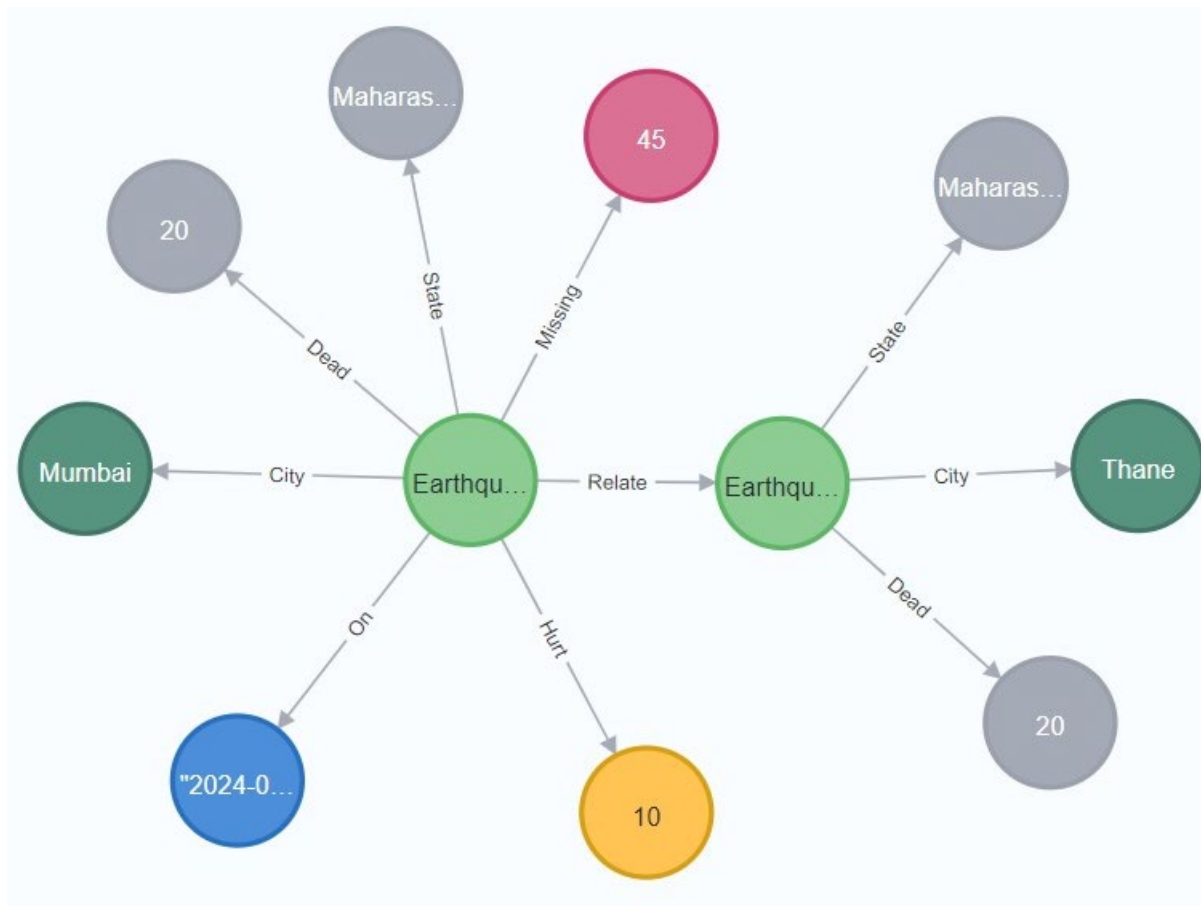 Maharas...
45
Maharas...
20
State
Missing
State
Dead
Mumbai
City
Earthqu...
Relate
Earthqu...
City
Thane
Dead
On
Hurt
20
"2024-0...
10